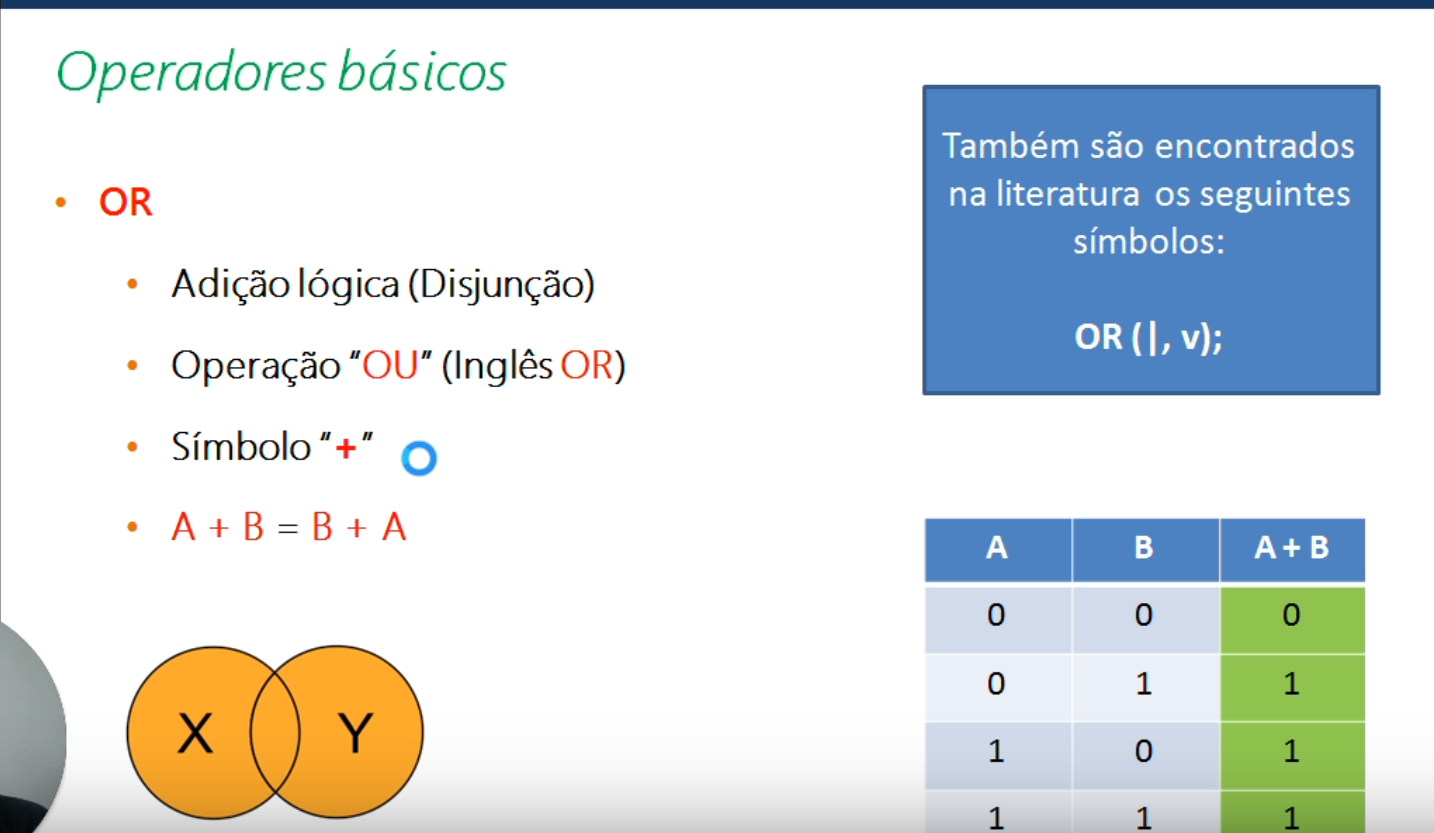 Operadores básicos
• OR
• Adição lógica (Disjunção)
• Operação “OU” (Inglês OR)
• Símbolo “+”
• A + B = B + A
X Y
Também são encontrados
na literatura os seguintes
símbolos:
OR (|, v);
A B A + B
0 0 0
0 1 1
1 0 1
1 1 1